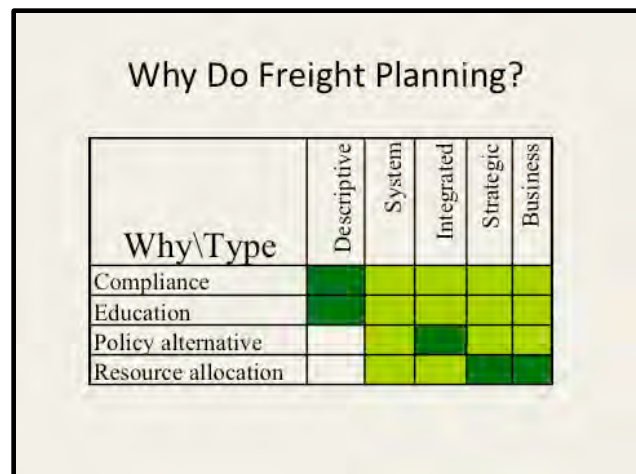 Why Do Freight Planning?
Why\Type
Descriptive
System
Integrated
Strategic
Business
Compliance
Education
Policy alternative
Resource allocation